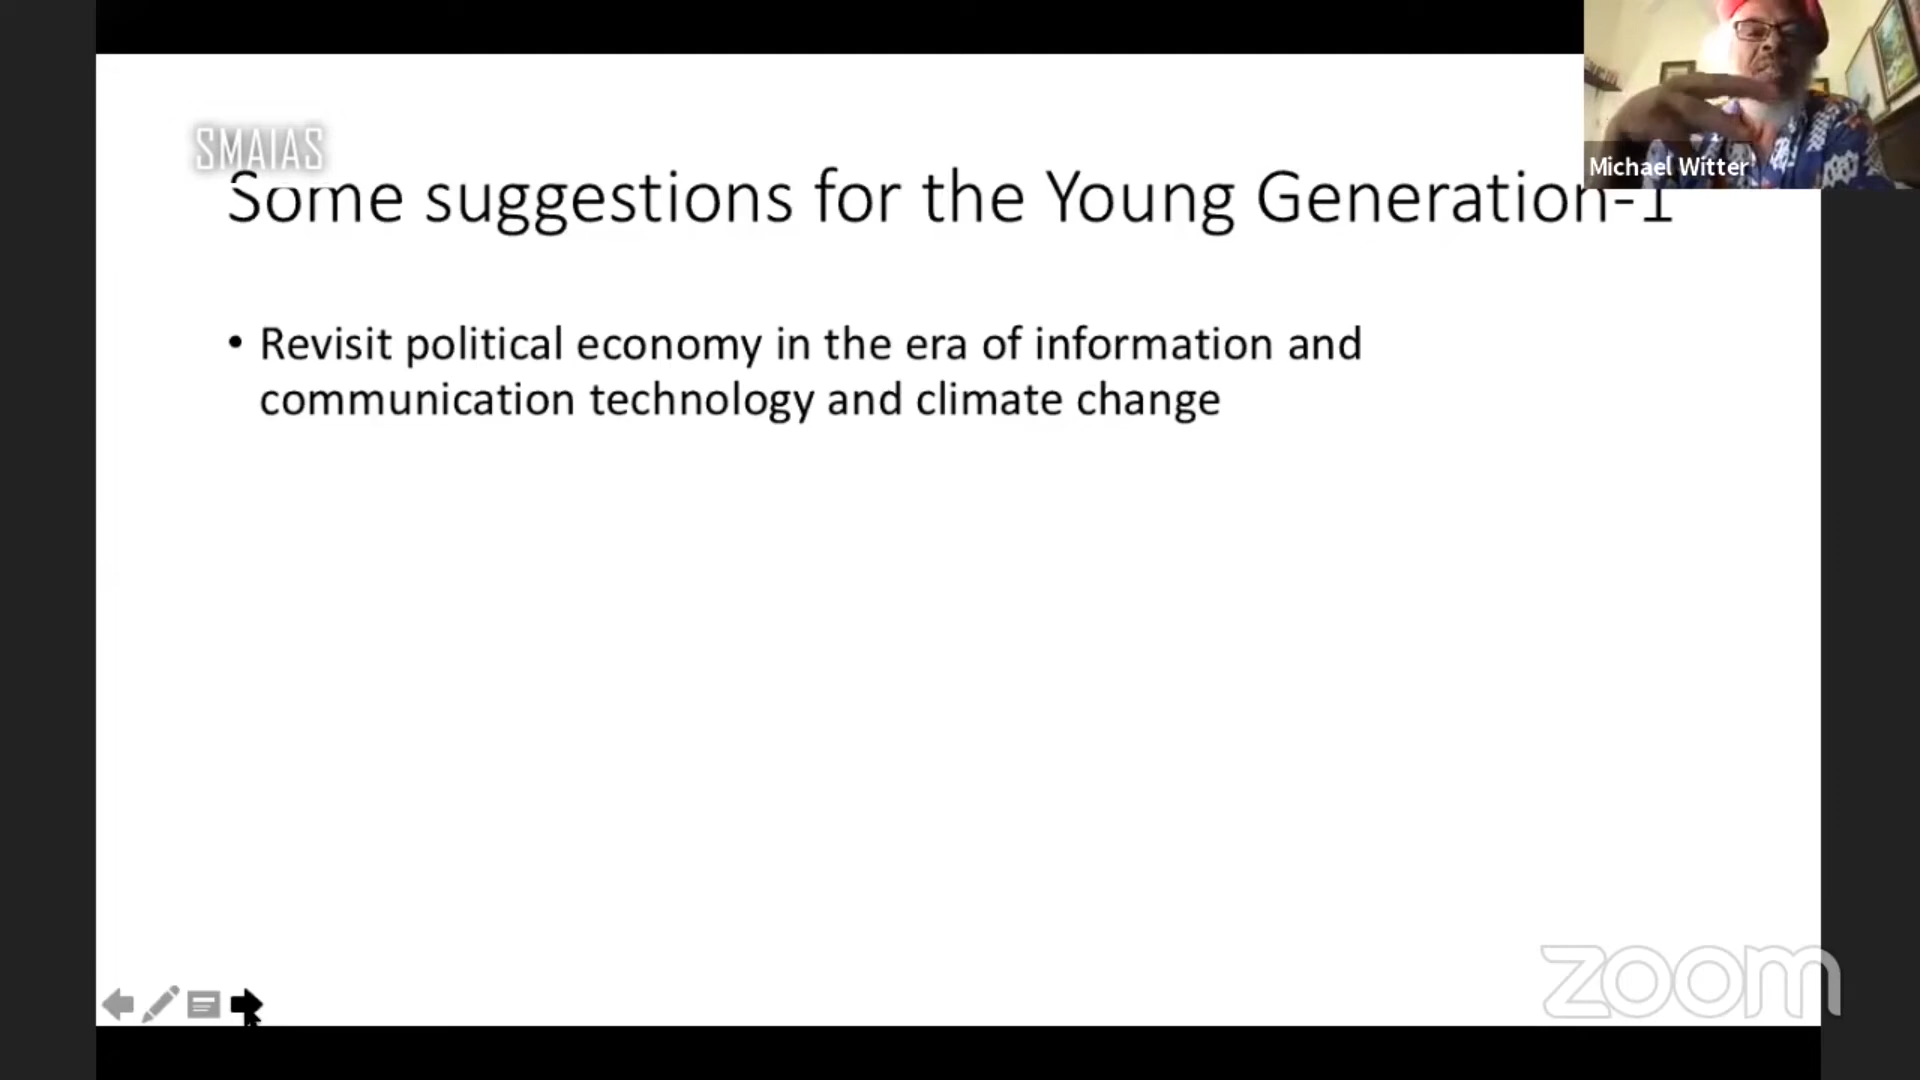 SMAIAS
Michael Witter
Some suggestions for the Young Generation-1
• Revisit political economy in the era of information and
communication technology and climate change
zoom